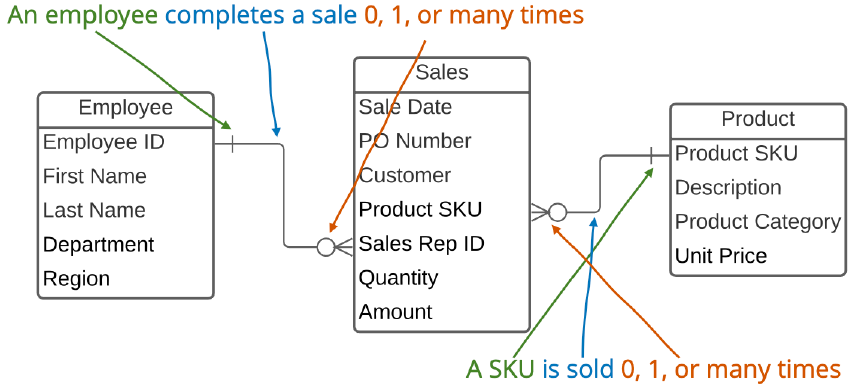 An employee completes a sale 0, 1, or many times
Employee
Employee ID
First Name
Last Name
Department
Region
Sales
Sale Date
PO Number
Customer
Product SKU
Sales Rep ID
Quantity
Amount
Product
Product SKU
Description
Product Category
Unit Price
A SKU is sold 0, 1, or many times